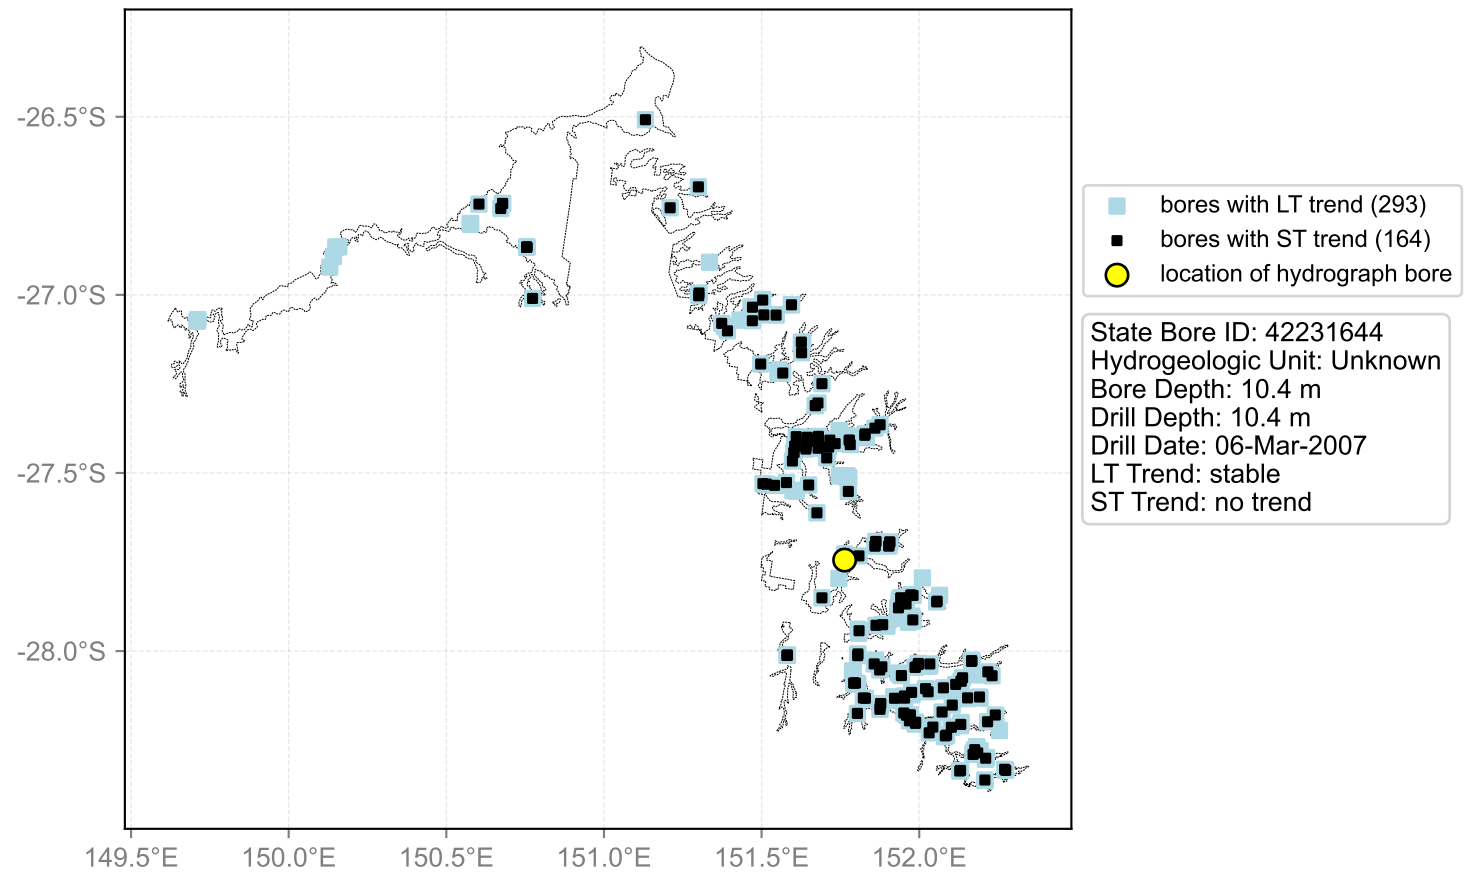 -26.5°S
-27.0°S
-27.5°S
-28.0°S
149.5°E
150.0°E
150.5°E
151.0°E
151.5°E
152.0°E
bores with LT trend (293)
bores with ST trend (164)
location of hydrograph bore
State Bore ID: 42231644
Hydrogeologic Unit: Unknown
Bore Depth: 10.4 m
Drill Depth: 10.4 m
Drill Date: 06-Mar-2007
LT Trend: stable
ST Trend: no trend